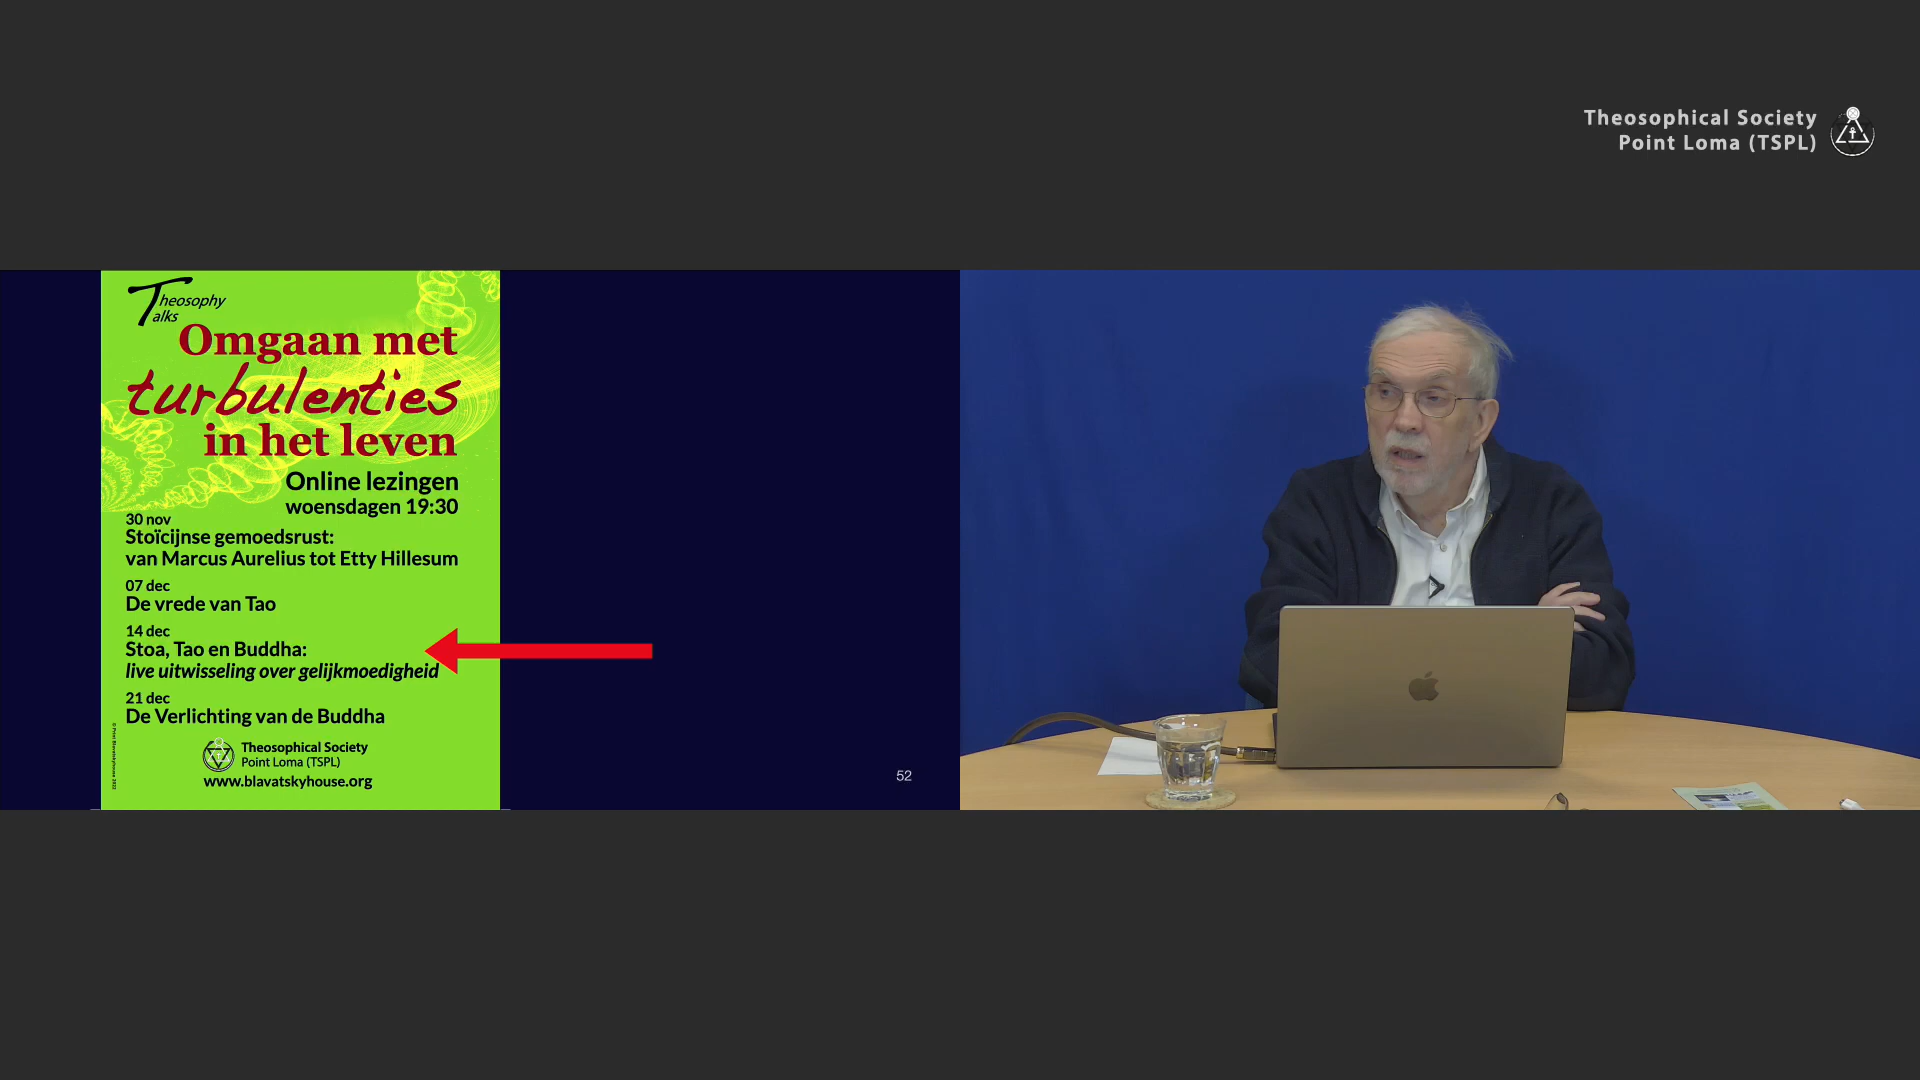 Theosophical Society
Point Loma (TSPL)
Theosophy
Talks
Omgaan met
turbulenties
in het leven
Online lezingen
woensdagen 19:30
30 nov
Stoïcijnse gemoedsrust:
van Marcus Aurelius tot Etty Hillesum
07 dec
De vrede van Tao
14 dec
Stoa, Tao en Buddha:
live uitwisseling over gelijkmoedigheid
21 dec
De Verlichting van de Buddha
Theosophical Society
Point Loma (TSPL)
www.blavatskyhouse.org
52